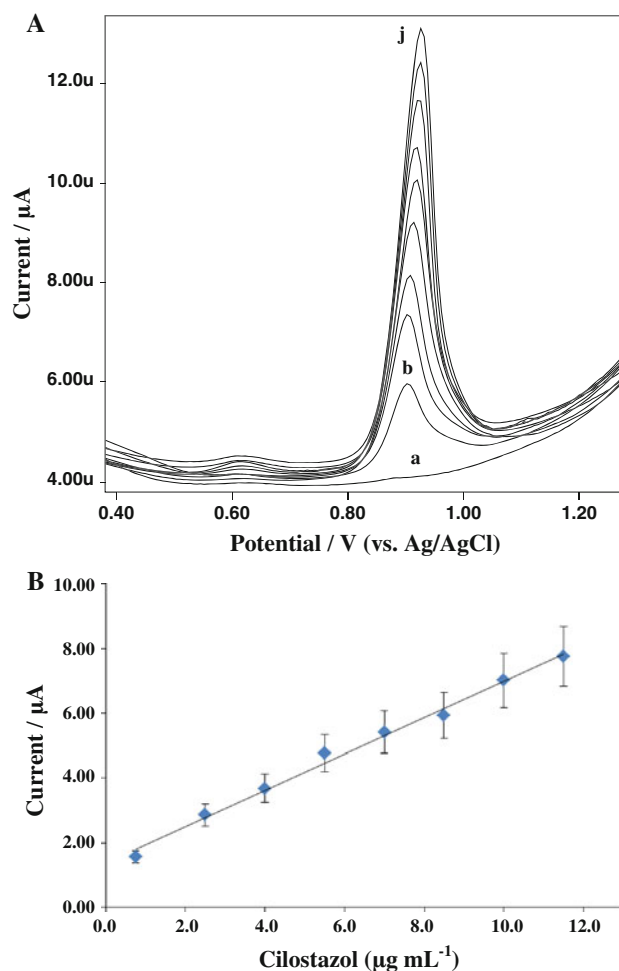 A
j
12.0u
10.0u
Current / µA
8.00u
6.00u
b
a
4.00u
0.40 0.60 0.80 1.00 1.20
Potential / V (vs. Ag/AgCl)
B
10.00
8.00
6.00
Current / µA
4.00
2.00
0.00
0.0 2.0 4.0 6.0 8.0 10.0 12.0
Cilostazol (µg mL⁻¹)